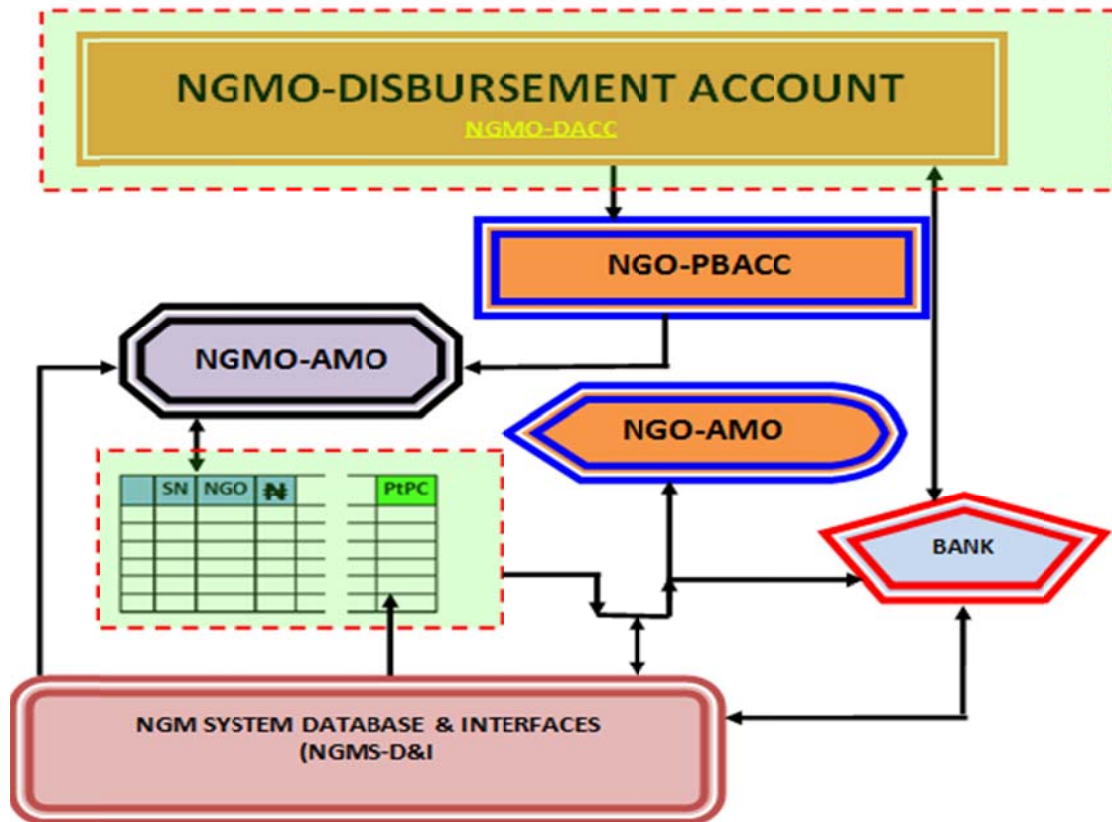 NGMO-DISBURSEMENT ACCOUNT
NGMO-DACC
NGO-PBACC
NGMO-AMO
NGO-AMO
SN NGO ₦ PtPC
BANK
NGM SYSTEM DATABASE & INTERFACES
(NGMS-D&I